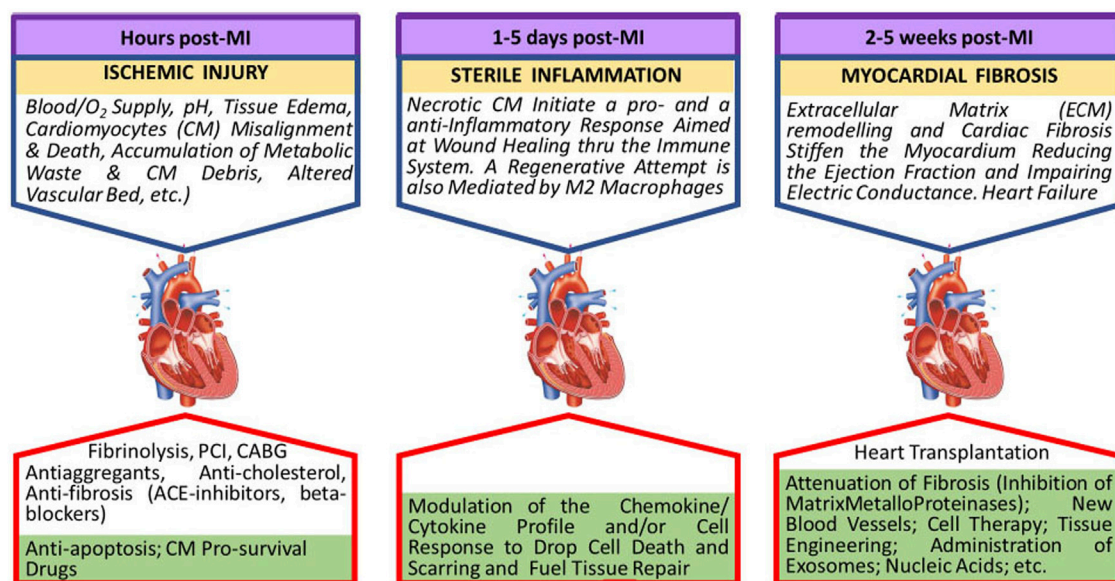 Hours post-MI
ISCHEMIC INJURY
Blood/O₂ Supply, pH, Tissue Edema,
Cardiomyocytes (CM) Misalignment
& Death, Accumulation of Metabolic
Waste & CM Debris, Altered
Vascular Bed, etc.)
Fibrinolysis, PCI, CABG
Antiaggregants, Anti-cholesterol,
Anti-fibrosis (ACE-inhibitors, beta-
blockers)
Anti-apoptosis; CM Pro-survival
Drugs
1-5 days post-MI
STERILE INFLAMMATION
Necrotic CM Initiate a pro- and a
anti-Inflammatory Response Aimed
at Wound Healing thru the Immune
System. A Regenerative Attempt is
also Mediated by M2 Macrophages
Modulation of the Chemokine/
Cytokine Profile and/or Cell
Response to Drop Cell Death and
Scarring and Fuel Tissue Repair
2-5 weeks post-MI
MYOCARDIAL FIBROSIS
Extracellular Matrix (ECM)
remodelling and Cardiac Fibrosis
Stiffen the Myocardium Reducing
the Ejection Fraction and Impairing
Electric Conductance. Heart Failure
Heart Transplantation
Attenuation of Fibrosis (Inhibition of
MatrixMetalloProteinases); New
Blood Vessels; Cell Therapy; Tissue
Engineering; Administration of
Exosomes; Nucleic Acids; etc.